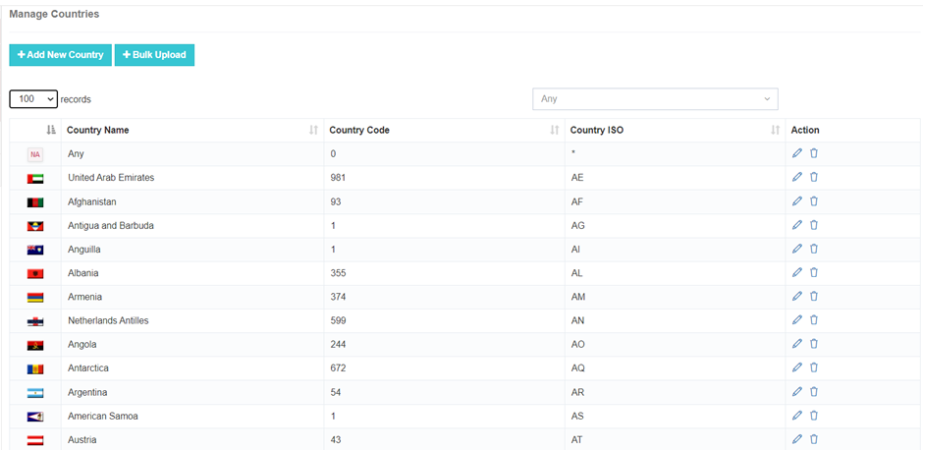 Manage Countries
+ Add New Country + Bulk Upload
100 records Any
Country Name Country Code Country ISO Action
NA Any 0 *
United Arab Emirates 981 AE
Afghanistan 93 AF
Antigua and Barbuda 1 AG
Anguilla 1 AI
Albania 355 AL
Armenia 374 AM
Netherlands Antilles 599 AN
Angola 244 AO
Antarctica 672 AQ
Argentina 54 AR
American Samoa 1 AS
Austria 43 AT